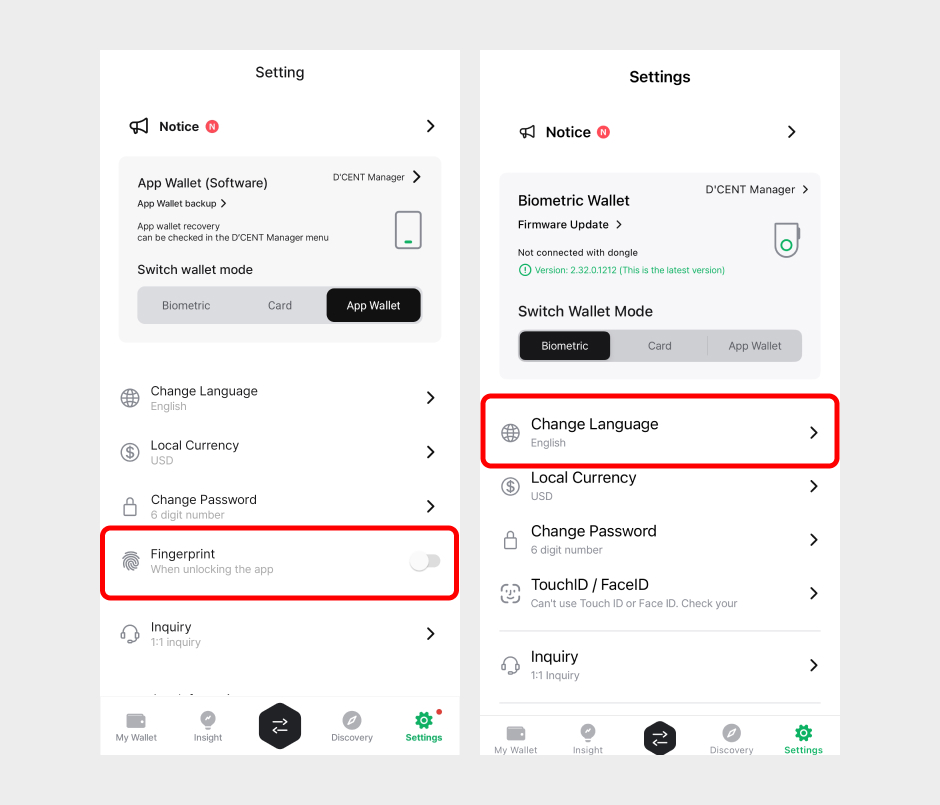 Setting
Notice N
App Wallet (Software)
D'CENT Manager
App Wallet backup
App wallet recovery
can be checked in the D'CENT Manager menu
Switch wallet mode
Biometric Card App Wallet
Change Language
English
Local Currency
USD
Change Password
6 digit number
Fingerprint
When unlocking the app
Inquiry
1:1 inquiry
My Wallet Insight Discovery Settings
Settings
Notice N
D'CENT Manager
Biometric Wallet
Firmware Update
Not connected with dongle
Version: 2.32.0.1212 (This is the latest version)
Switch Wallet Mode
Biometric Card App Wallet
Change Language
English
Local Currency
USD
Change Password
6 digit number
TouchID / FaceID
Can't use Touch ID or Face ID. Check your
Inquiry
1:1 Inquiry
My Wallet Insight Discovery Settings